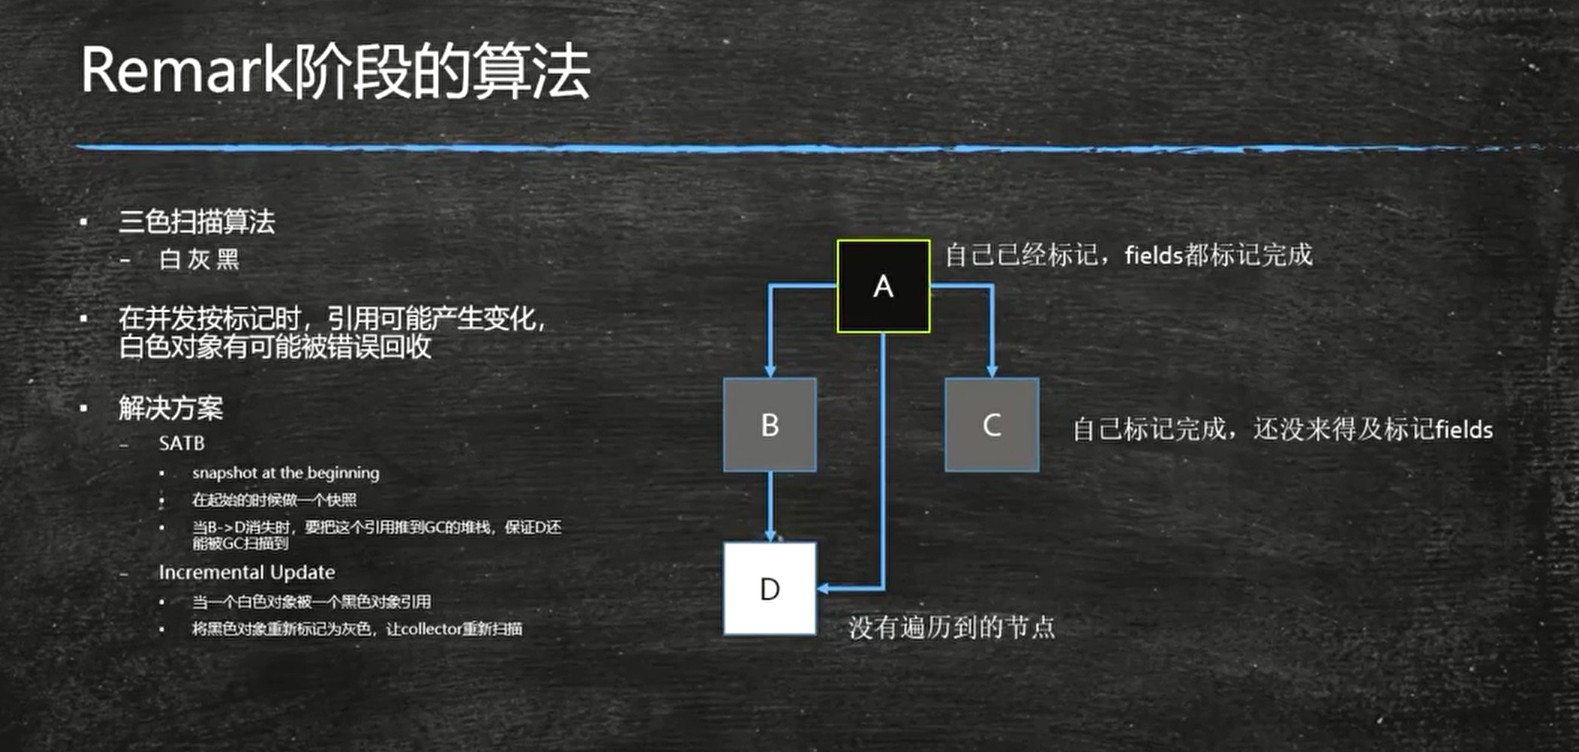 Remark阶段的算法
▪ 三色扫描算法
– 白 灰 黑
▪ 在并发按标记时，引用可能产生变化，
白色对象有可能被错误回收
▪ 解决方案
– SATB
▪ snapshot at the beginning
▪ 在起始的时候做一个快照
▪ 当B->D消失时，要把这个引用推到GC的堆栈，保证D还
能被GC扫描到
– Incremental Update
▪ 当一个白色对象被一个黑色对象引用
▪ 将黑色对象重新标记为灰色，让collector重新扫描
A
自己已经标记，fields都标记完成
B
C
自己标记完成，还没来得及标记fields
D
没有遍历到的节点